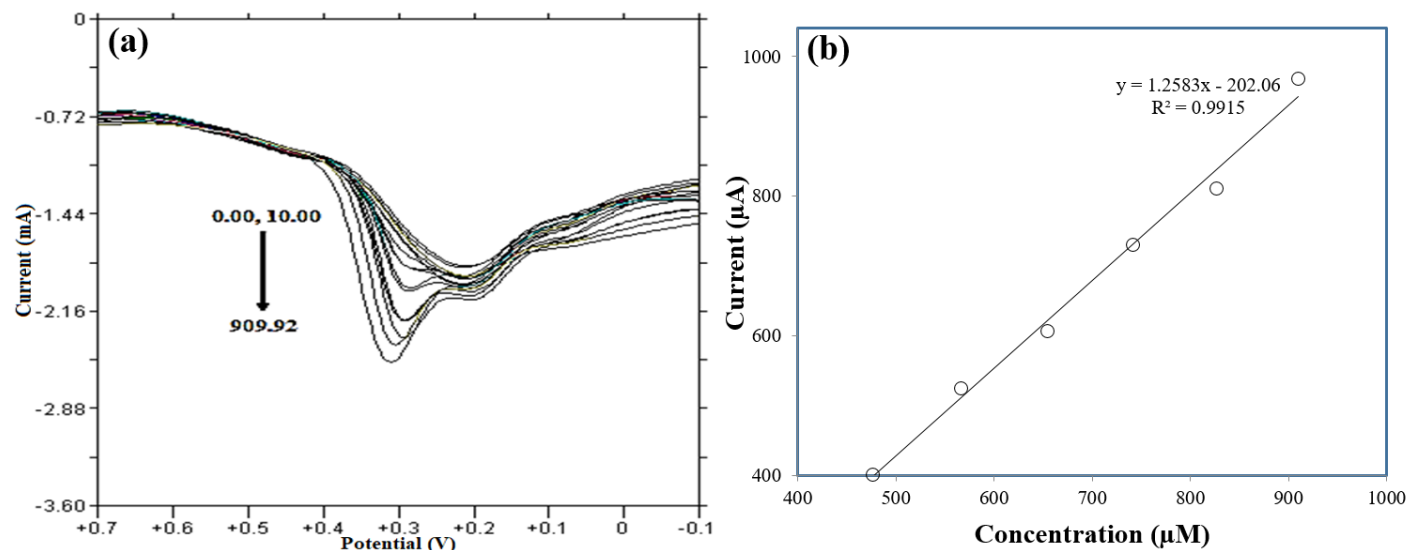 (a)
0
-0.72
-1.44
-2.16
-2.88
-3.60
Current (mA)
0.00, 10.00
909.92
+0.7 +0.6 +0.5 +0.4 +0.3 +0.2 +0.1 0 -0.1
Potential (V)
(b)
y = 1.2583x - 202.06
R² = 0.9915
1000
800
600
400
Current (µA)
400 500 600 700 800 900 1000
Concentration (µM)